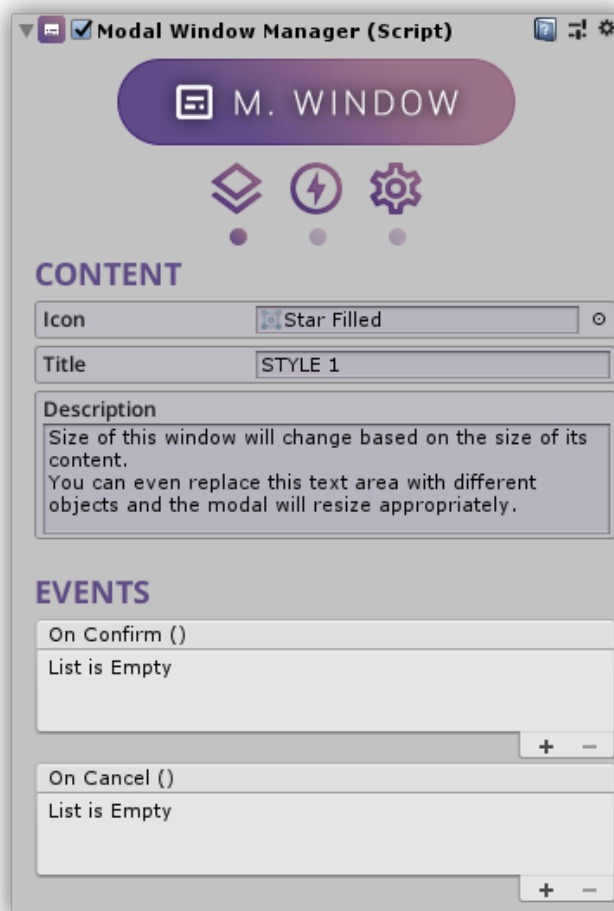 Modal Window Manager (Script)
M. WINDOW
CONTENT
Icon
Star Filled
Title
STYLE 1
Description
Size of this window will change based on the size of its
content.
You can even replace this text area with different
objects and the modal will resize appropriately.
EVENTS
On Confirm ()
List is Empty
+ −
On Cancel ()
List is Empty
+ −